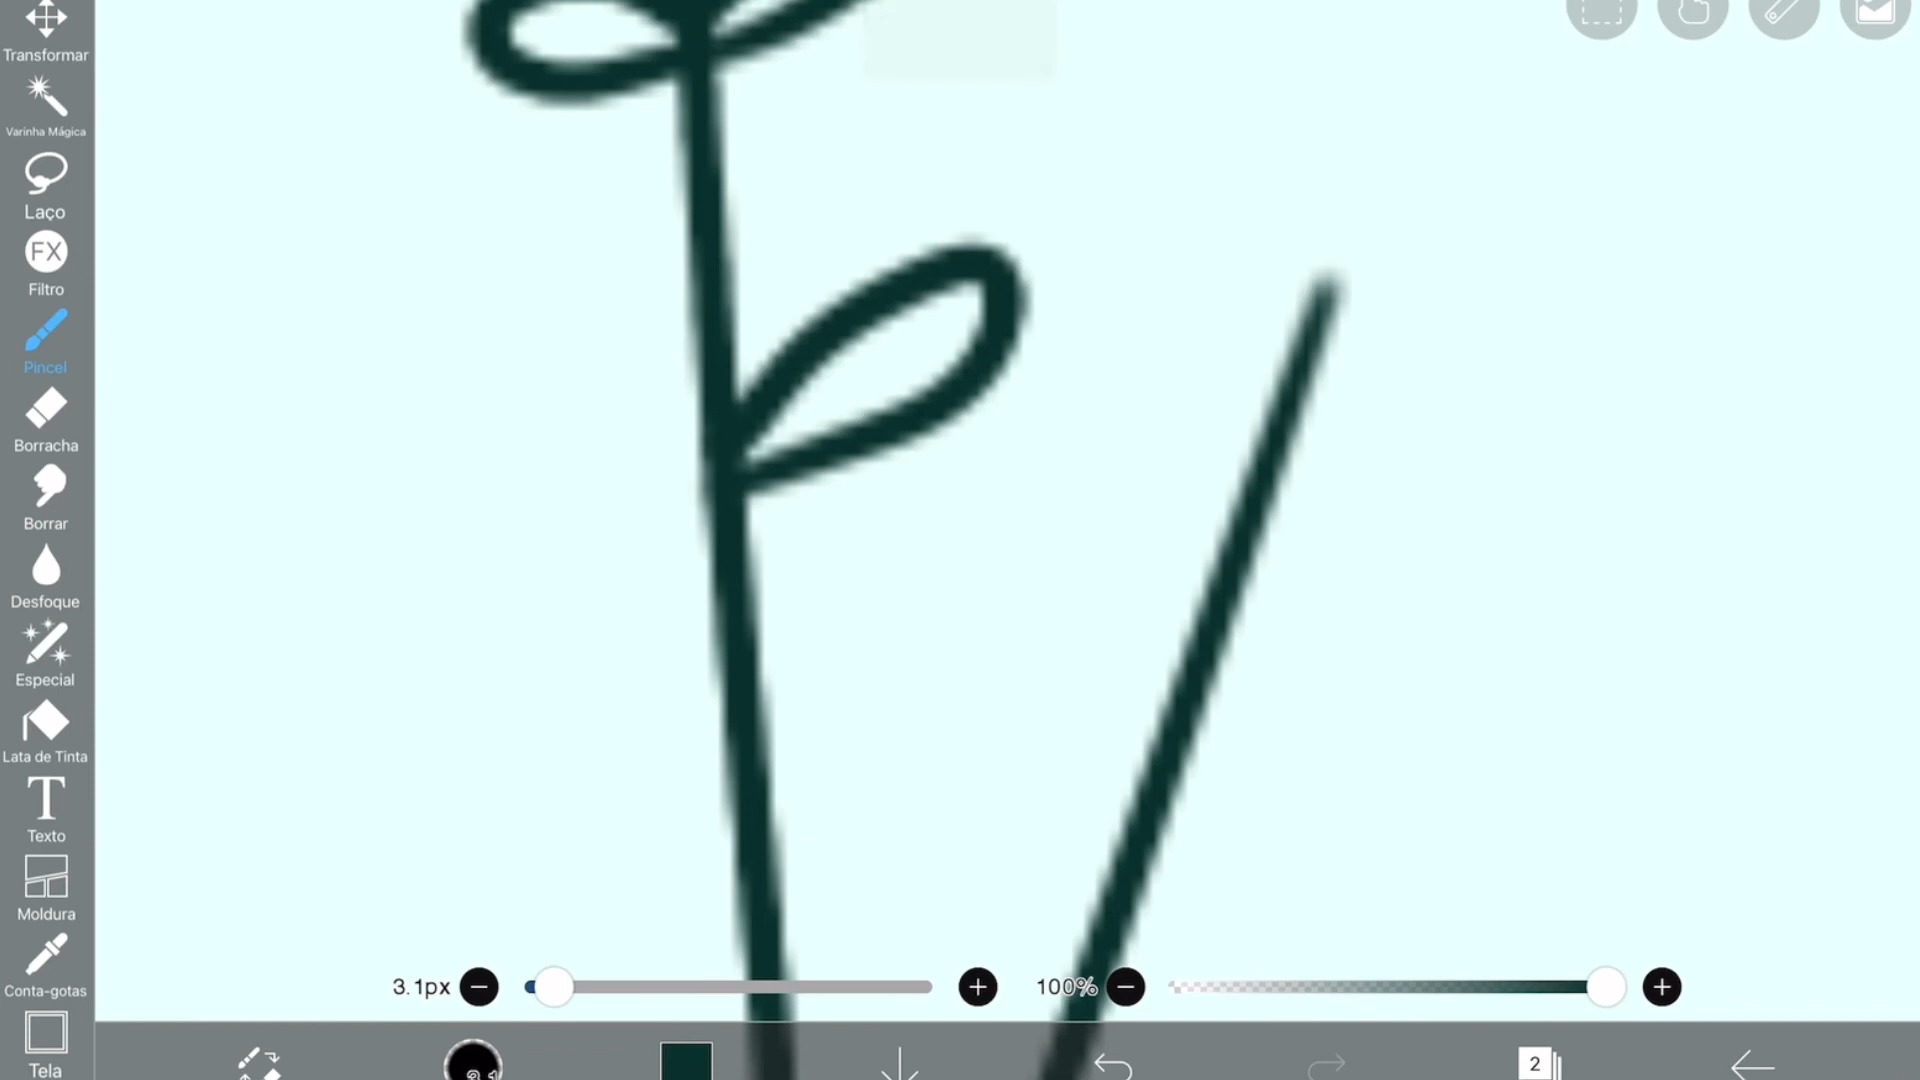 Transformar
Varinha Mágica
Laço
FX
Filtro
Pincel
Borracha
Borrar
Desfoque
Especial
Lata de Tinta
T
Texto
Moldura
Conta-gotas
Tela
3.1px
100%
2